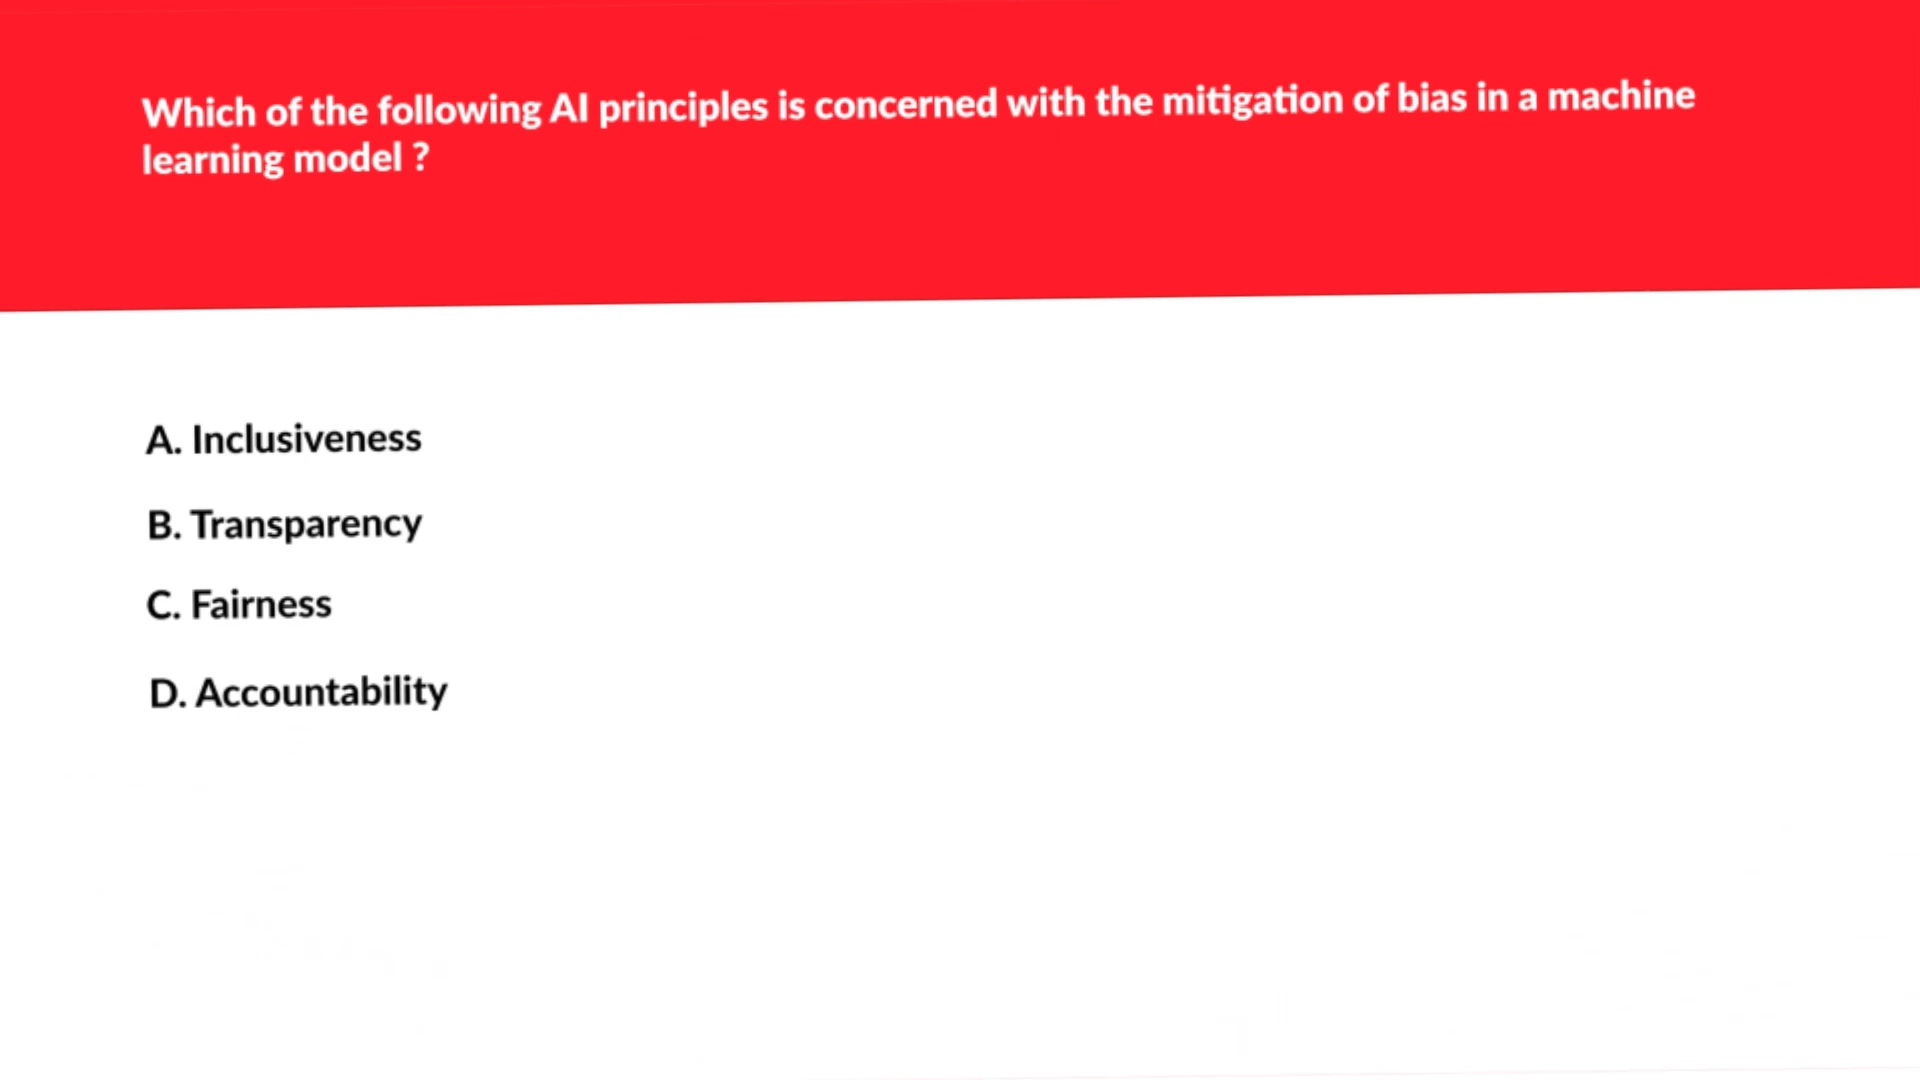 Which of the following AI principles is concerned with the mitigation of bias in a machine
learning model ?
A. Inclusiveness
B. Transparency
C. Fairness
D. Accountability